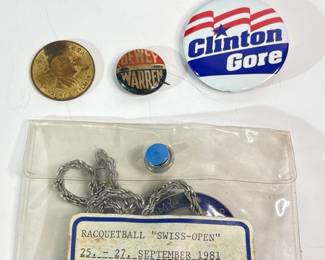 DEWEY
WARREN
Clinton
Gore
RACQUETBALL "SWISS-OPEN"
25. - 27. SEPTEMBER 1981